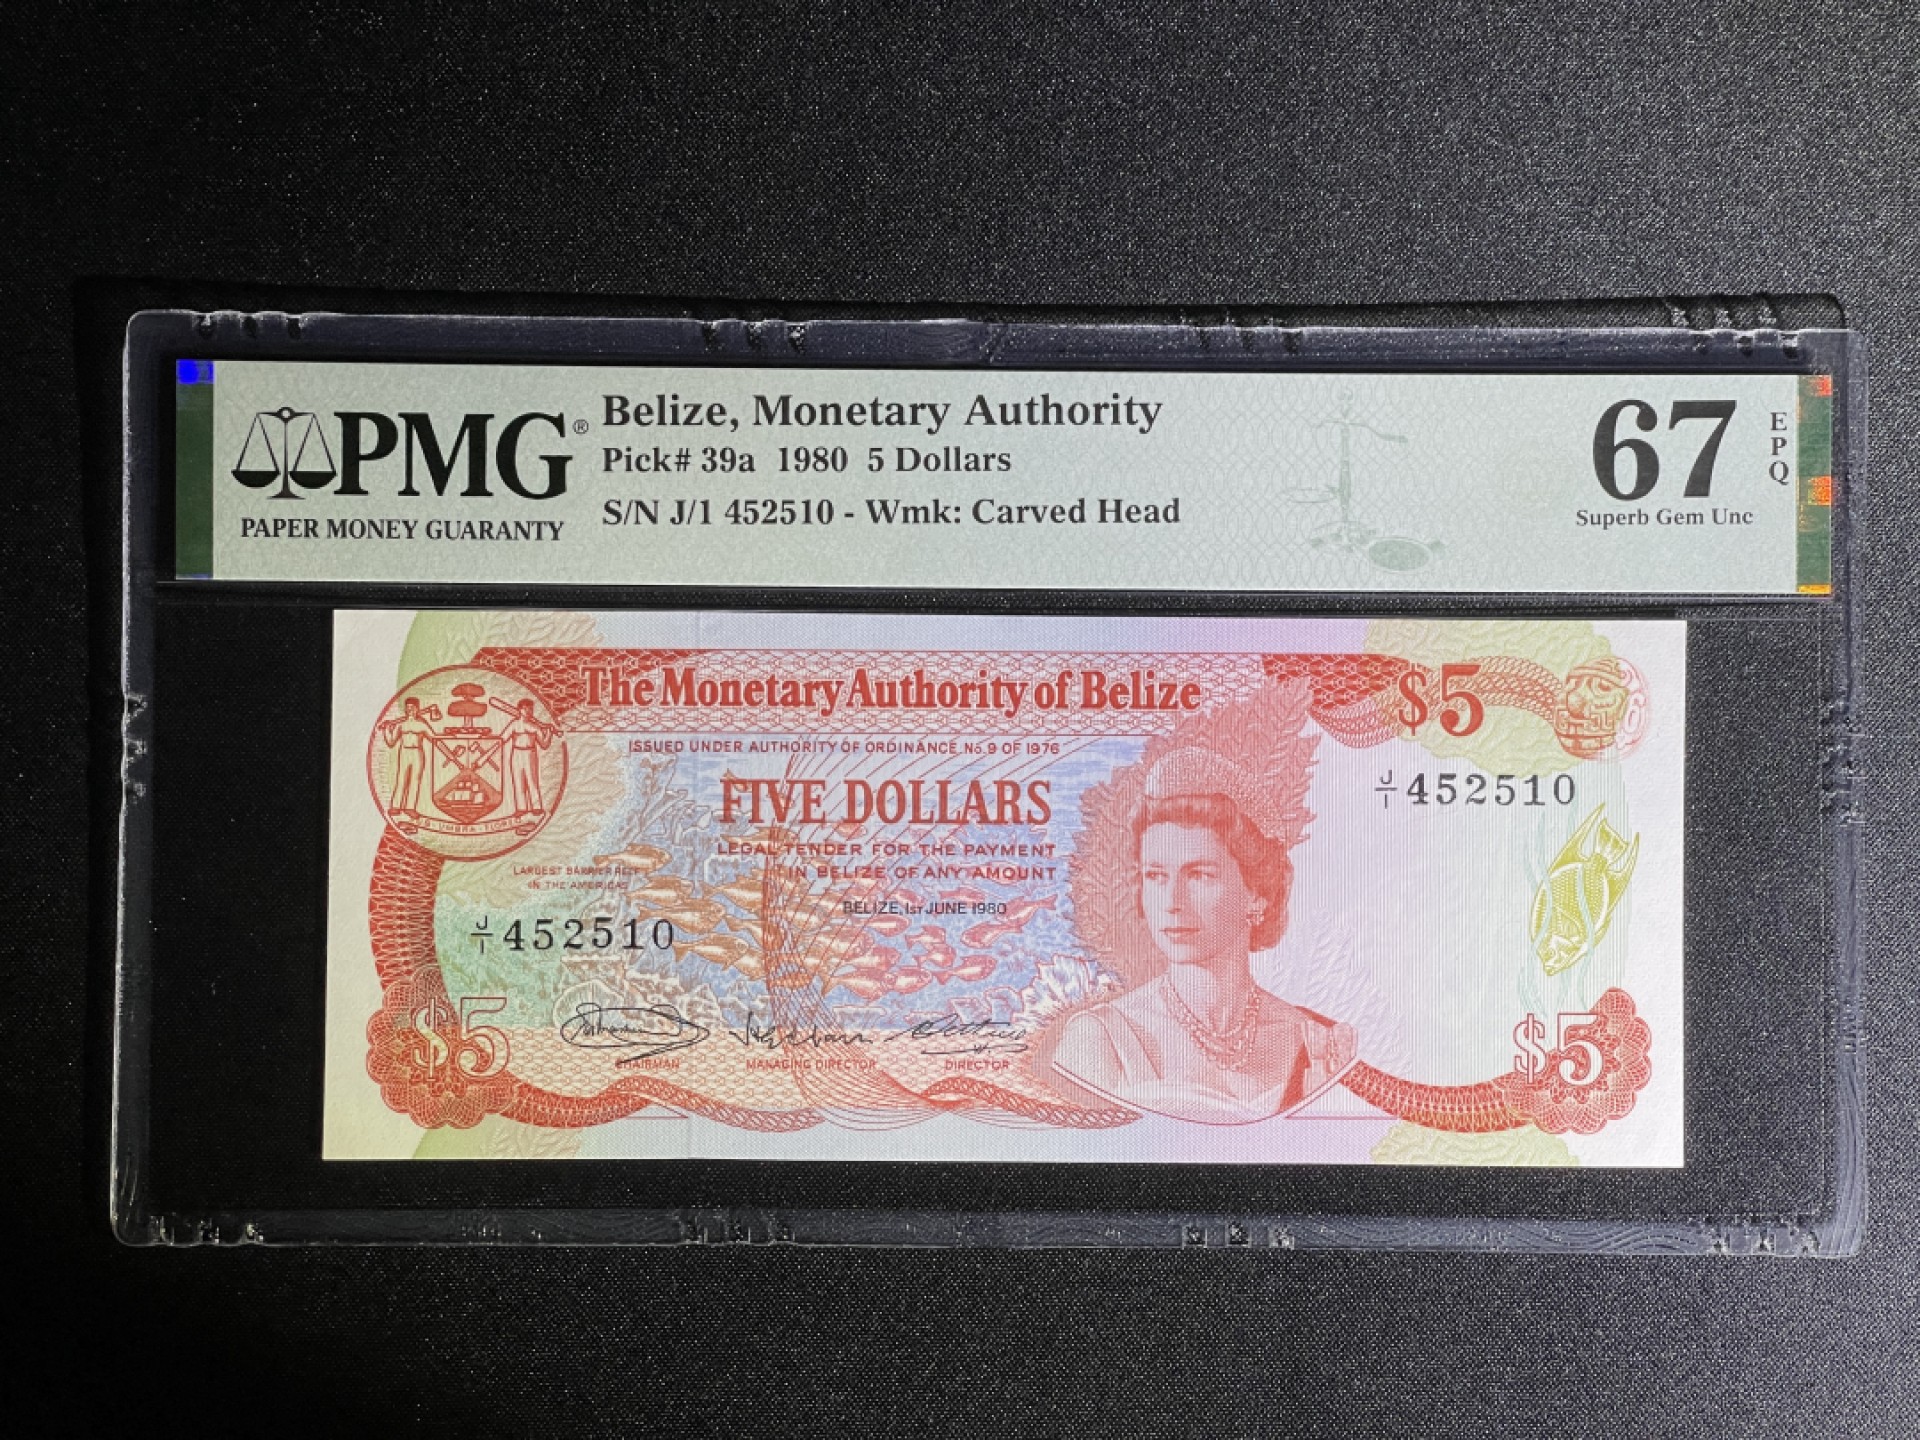 PMG®
PAPER MONEY GUARANTY
Belize, Monetary Authority
Pick# 39a 1980 5 Dollars
S/N J/1 452510 - Wmk: Carved Head
67
EPQ
Superb Gem Unc
The Monetary Authority of Belize
$5
ISSUED UNDER AUTHORITY OF ORDINANCE No. 9 OF 1976
FIVE DOLLARS
J/1 452510
LEGAL TENDER FOR THE PAYMENT
IN BELIZE OF ANY AMOUNT
BELIZE, 1ST JUNE 1980
LARGEST BARRIER REEF
IN THE AMERICAS
J/1 452510
$5
CHAIRMAN
MANAGING DIRECTOR
DIRECTOR
$5